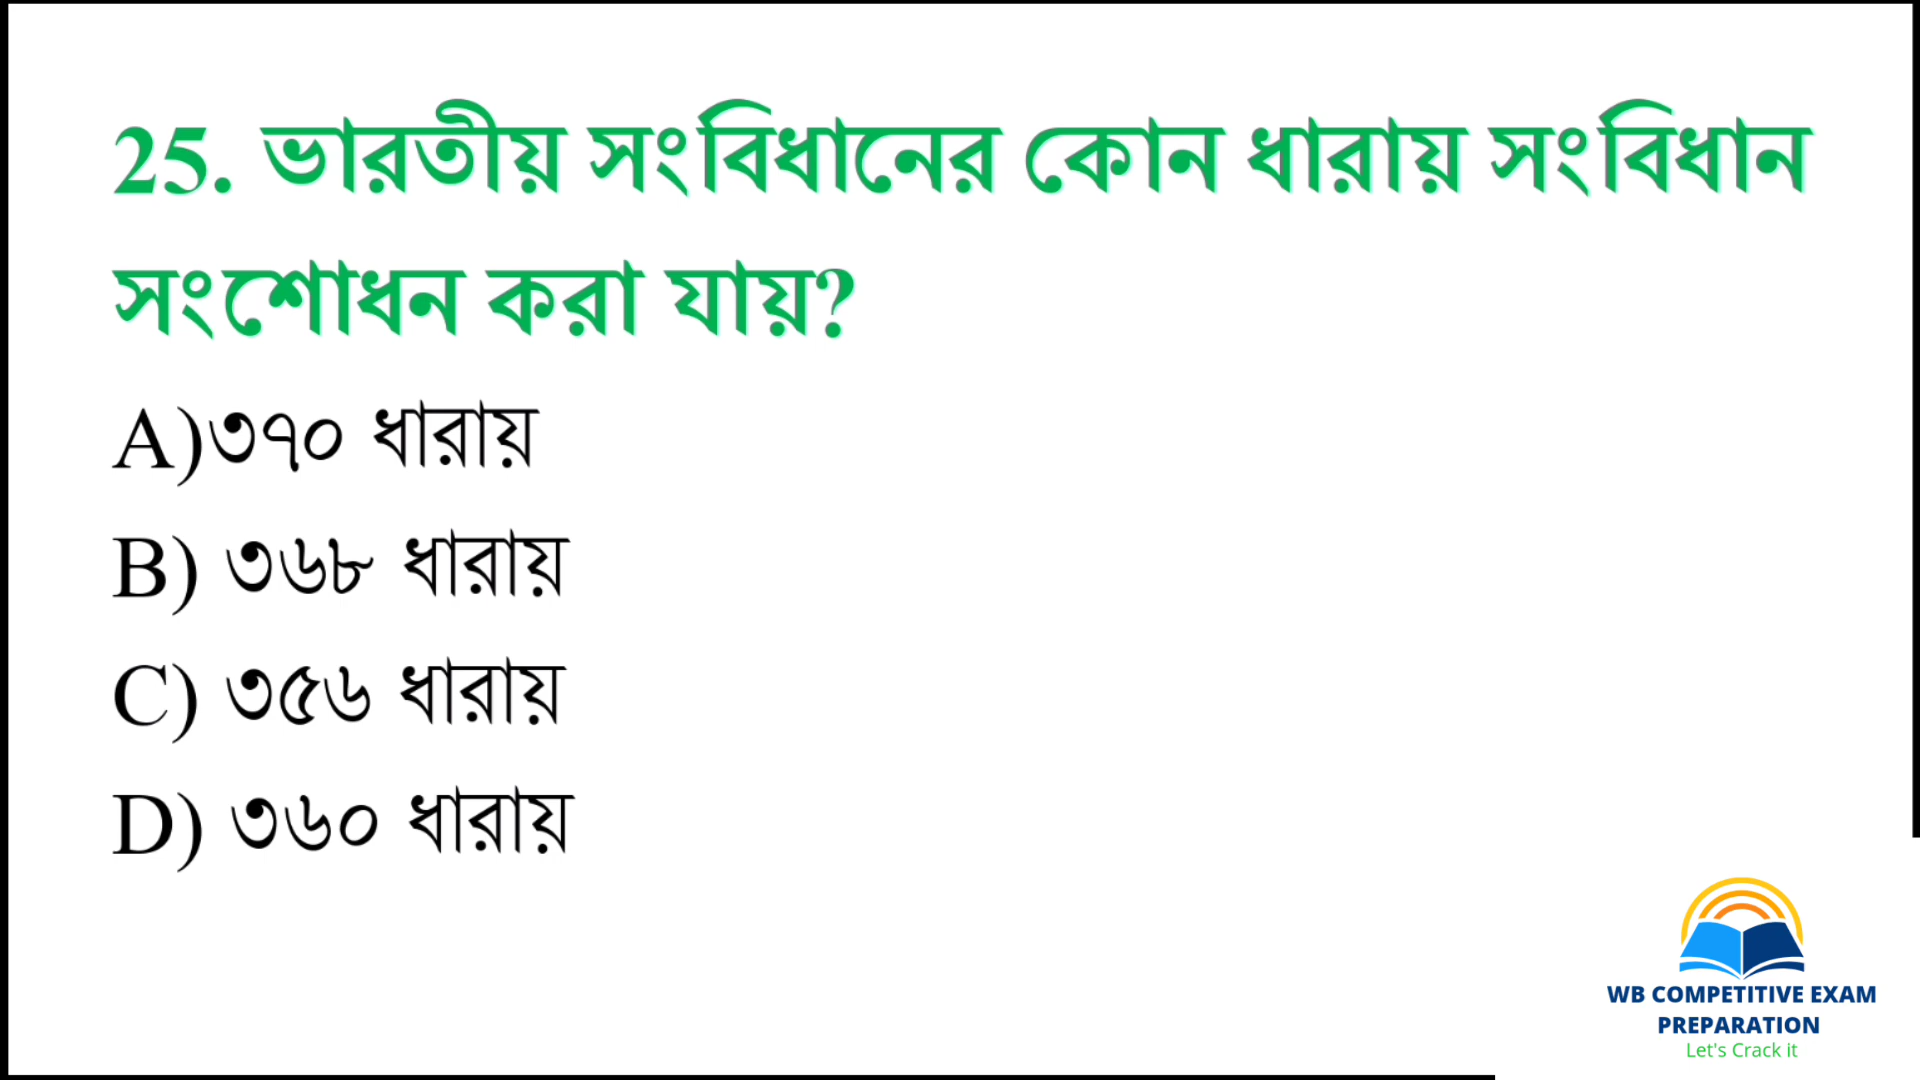 25. ভারতীয় সংবিধানের কোন ধারায় সংবিধান
সংশোধন করা যায়?
A)৩৭০ ধারায়
B) ৩৬৮ ধারায়
C) ৩৫৬ ধারায়
D) ৩৬০ ধারায়
WB COMPETITIVE EXAM
PREPARATION
Let's Crack it